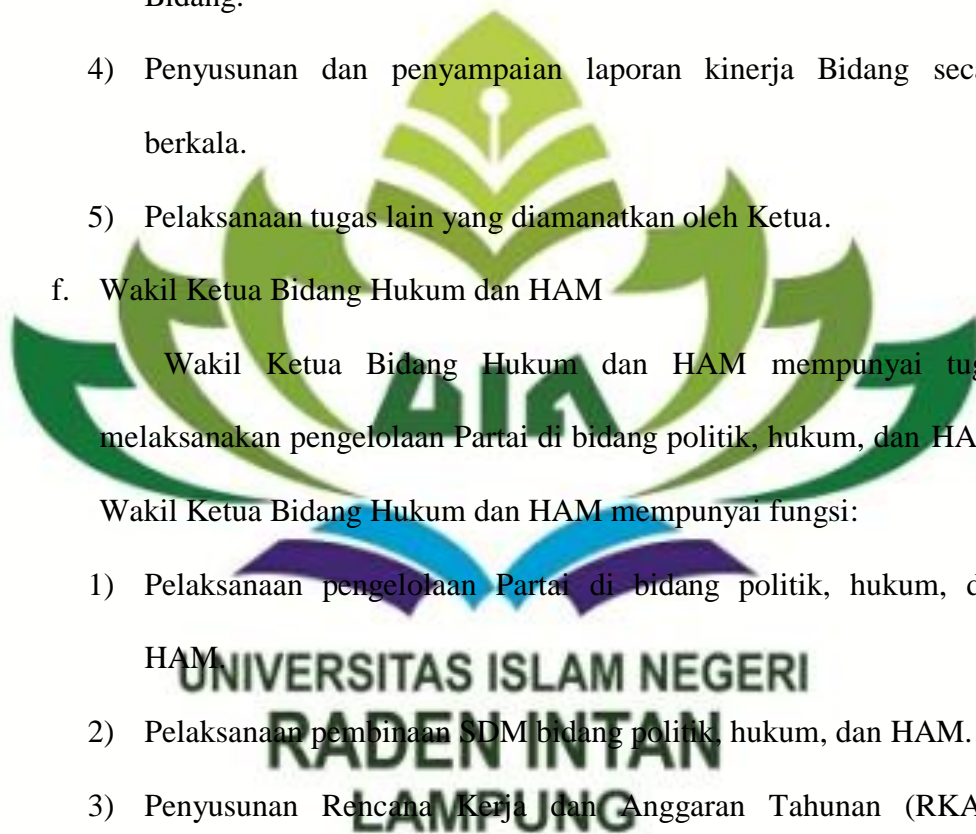 Bidang.
4) Penyusunan dan penyampaian laporan kinerja Bidang
berkala.
5) Pelaksanaan tugas lain yang diamanatkan oleh Ketua.
f. Wakil Ketua Bidang Hukum dan HAM
Wakil Ketua Bidang Hukum dan HAM mempunyai
melaksanakan pengelolaan Partai di bidang politik, hukum, dan
Wakil Ketua Bidang Hukum dan HAM mempunyai fungsi:
1) Pelaksanaan pengelolaan Partai di bidang politik, hukum,
HAM.
UNIVERSITAS ISLAM NEGERI
2) Pelaksanaan pembinaan SDM bidang politik, hukum, dan HAM.
RADEN INTAN
3) Penyusunan Rencana Kerja dan Anggaran Tahunan
LAMPUNG